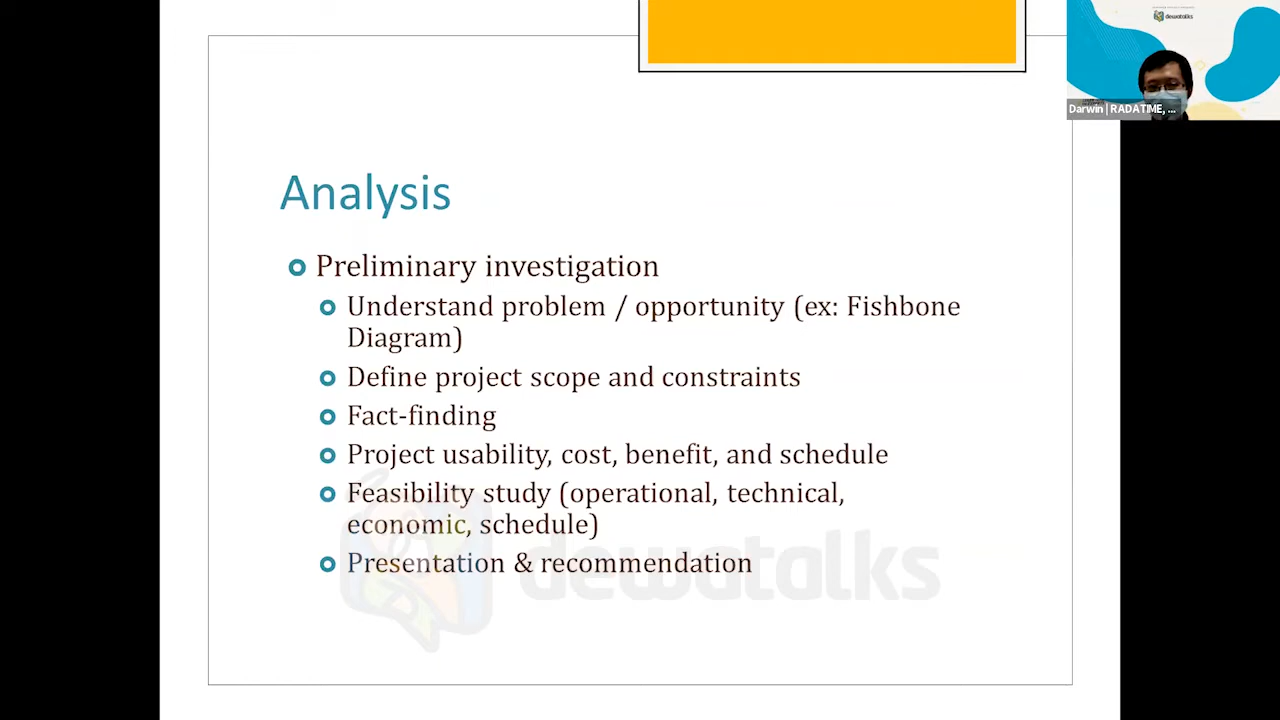 Analysis
Preliminary investigation
Understand problem / opportunity (ex: Fishbone
Diagram)
Define project scope and constraints
Fact-finding
Project usability, cost, benefit, and schedule
Feasibility study (operational, technical,
economic, schedule)
Presentation & recommendation
dewatalks
dewatalks
Darwin | RADATIME, ...